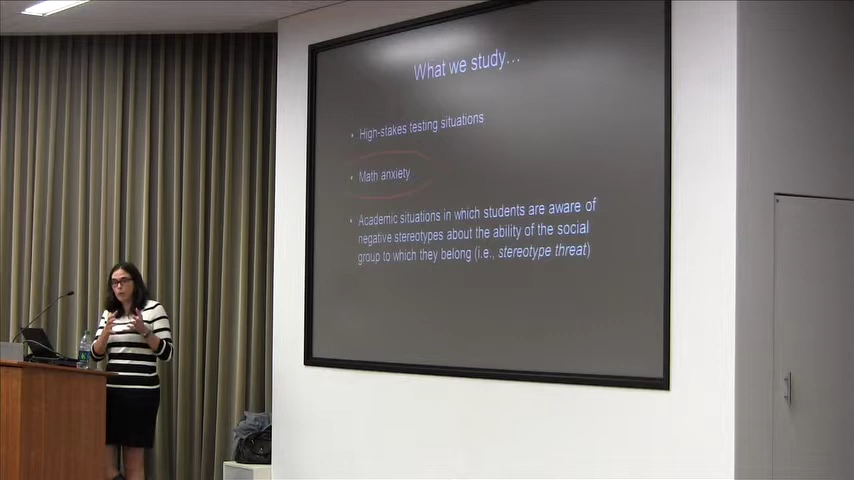 What we study…
• High-stakes testing situations
• Math anxiety
• Academic situations in which students are aware of
negative stereotypes about the ability of the social
group to which they belong (i.e., stereotype threat)